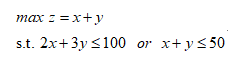 max z = x + y
s.t. 2x + 3y ≤ 100 or x + y ≤ 50